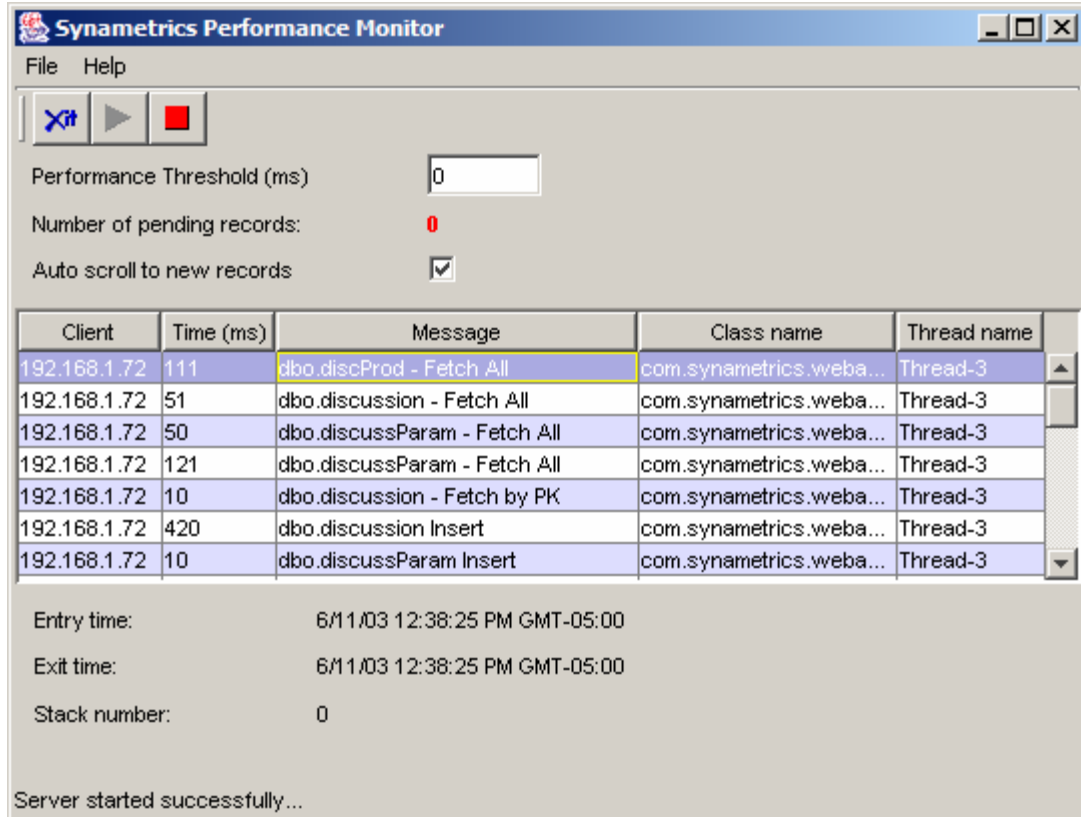 Synametrics Performance Monitor
File Help
Xit
Performance Threshold (ms) 0
Number of pending records: 0
Auto scroll to new records
Client Time (ms) Message Class name Thread name
192.168.1.72 111 dbo.discProd - Fetch All com.synametrics.weba... Thread-3
192.168.1.72 51 dbo.discussion - Fetch All com.synametrics.weba... Thread-3
192.168.1.72 50 dbo.discussParam - Fetch All com.synametrics.weba... Thread-3
192.168.1.72 121 dbo.discussParam - Fetch All com.synametrics.weba... Thread-3
192.168.1.72 10 dbo.discussion - Fetch by PK com.synametrics.weba... Thread-3
192.168.1.72 420 dbo.discussion Insert com.synametrics.weba... Thread-3
192.168.1.72 10 dbo.discussParam Insert com.synametrics.weba... Thread-3
Entry time: 6/11/03 12:38:25 PM GMT-05:00
Exit time: 6/11/03 12:38:25 PM GMT-05:00
Stack number: 0
Server started successfully...